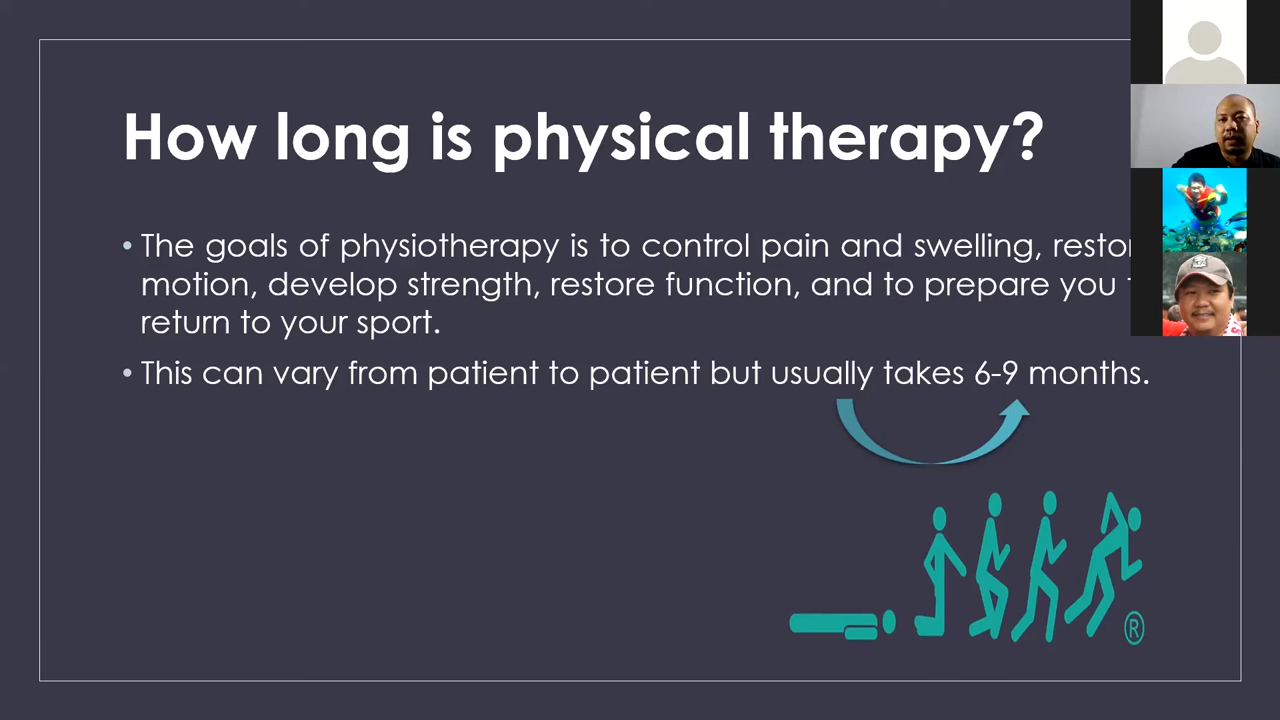 How long is physical therapy?
• The goals of physiotherapy is to control pain and swelling,
motion, develop strength, restore function, and to prepare you
return to your sport.
• This can vary from patient to patient but usually takes 6-9 months.
®